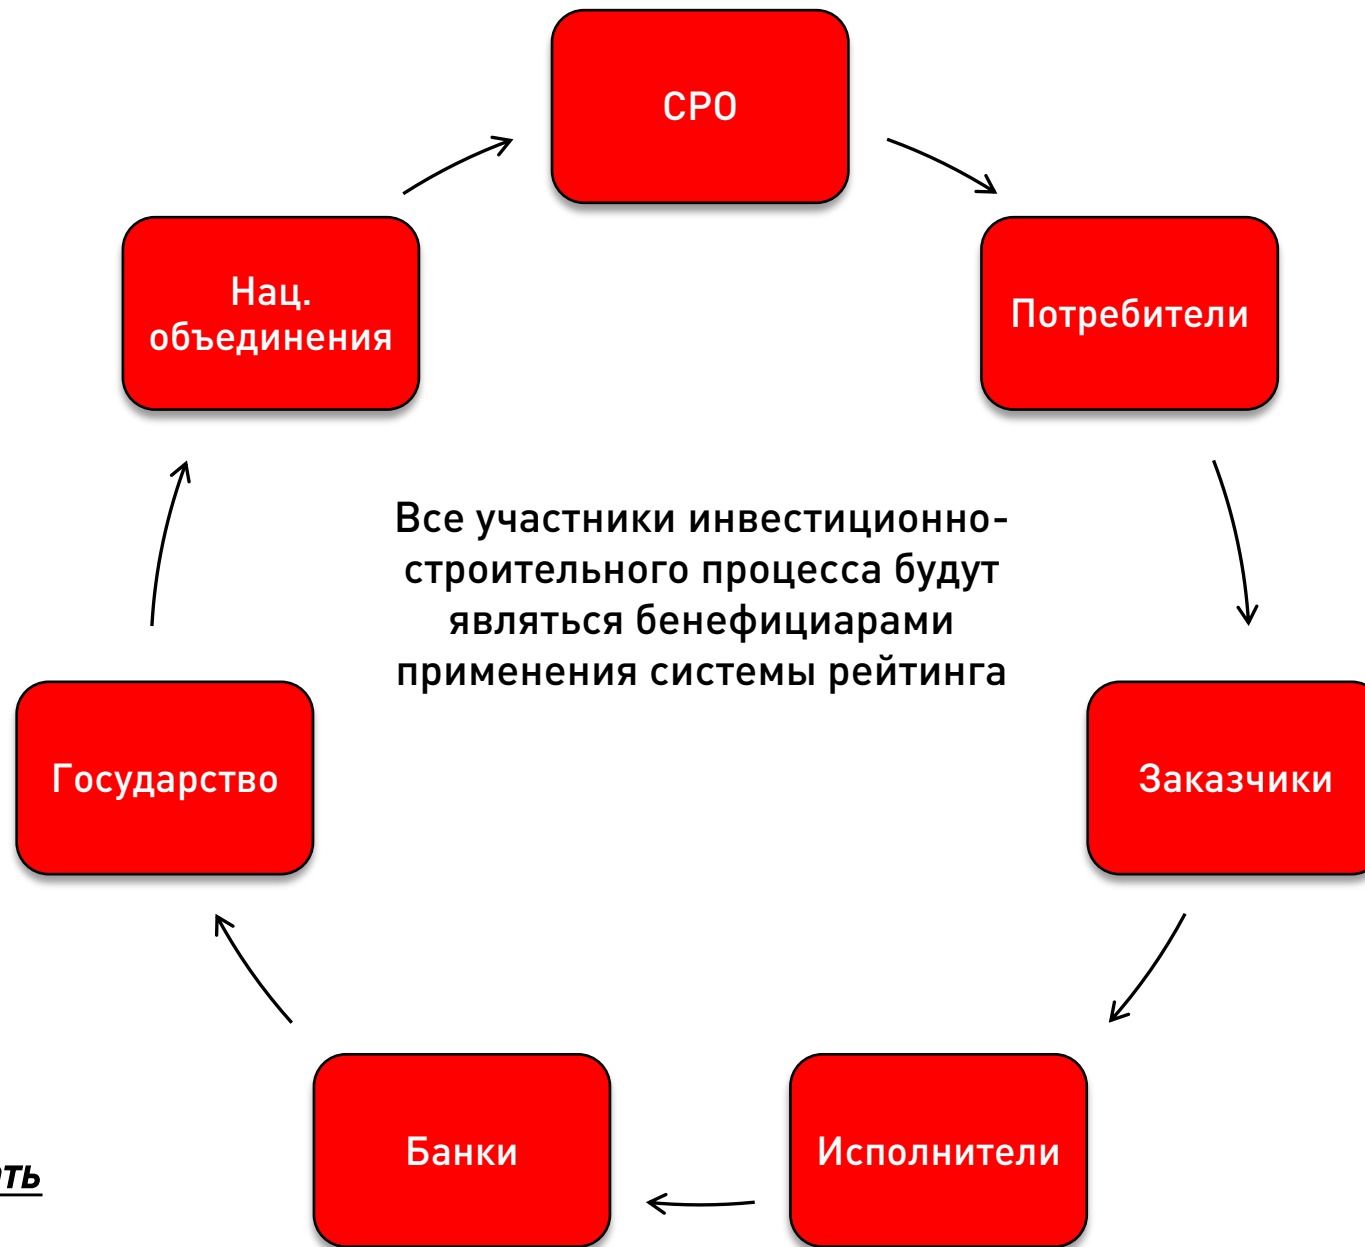 СРО
Нац.
объединения
Потребители
Все участники инвестиционно-
строительного процесса будут
являться бенефициарами
применения системы рейтинга
Государство
Заказчики
Банки
Исполнители